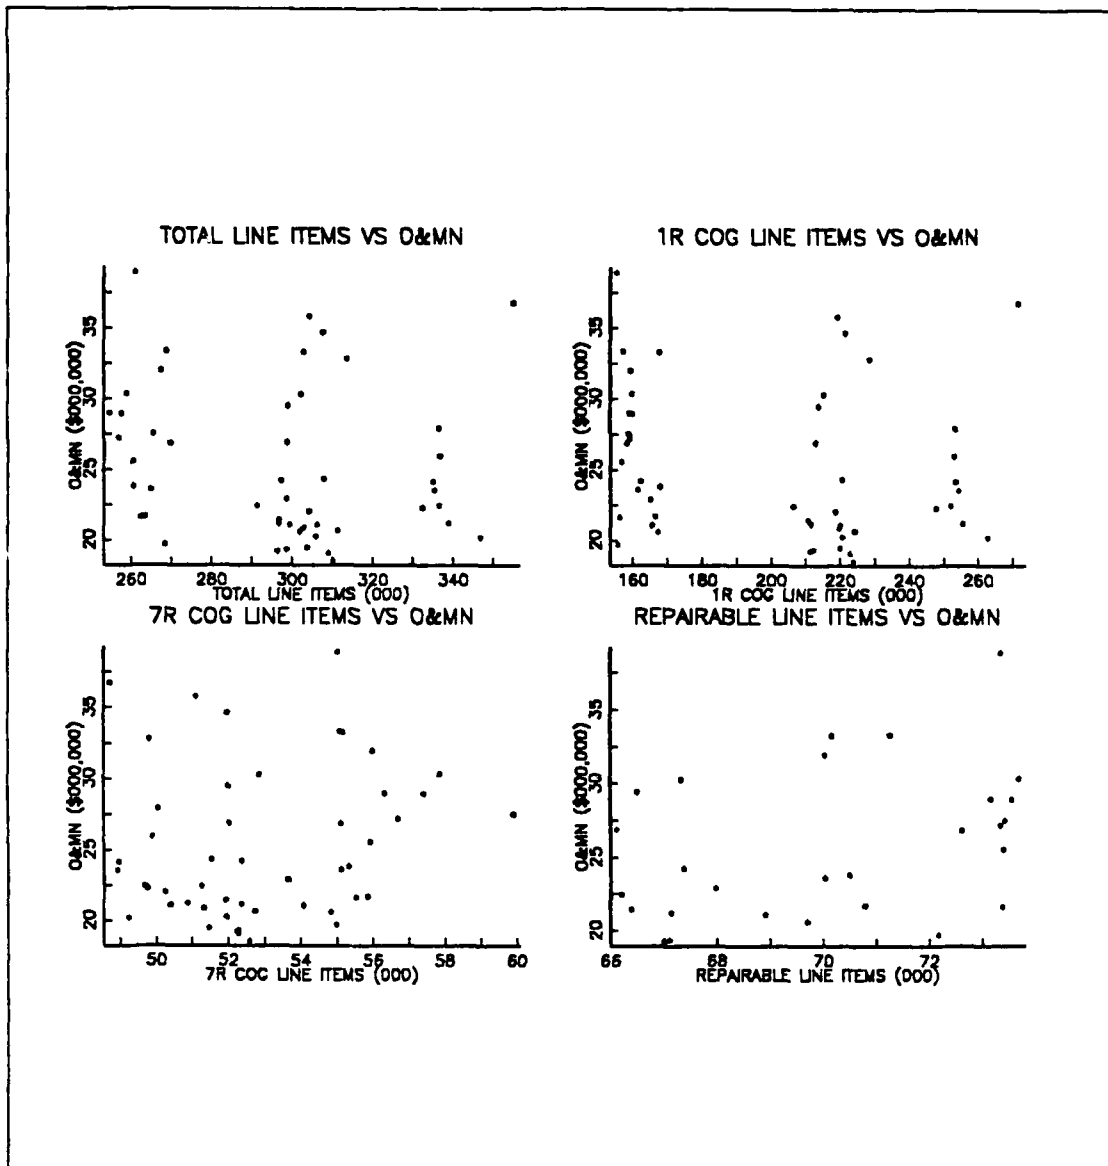 TOTAL LINE ITEMS VS O&MN
O&MN ($000,000)
35
30
25
20
260 280 300 320 340
TOTAL LINE ITEMS (000)
1R COG LINE ITEMS VS O&MN
O&MN ($000,000)
35
30
25
20
160 200 220 240 260
1R COG LINE ITEMS (000)
7R COG LINE ITEMS VS O&MN
O&MN ($000,000)
35
30
25
20
50 52 54 56 58 60
7R COG LINE ITEMS (000)
REPAIRABLE LINE ITEMS VS O&MN
O&MN ($000,000)
35
30
25
20
66 68 70 72
REPAIRABLE LINE ITEMS (000)